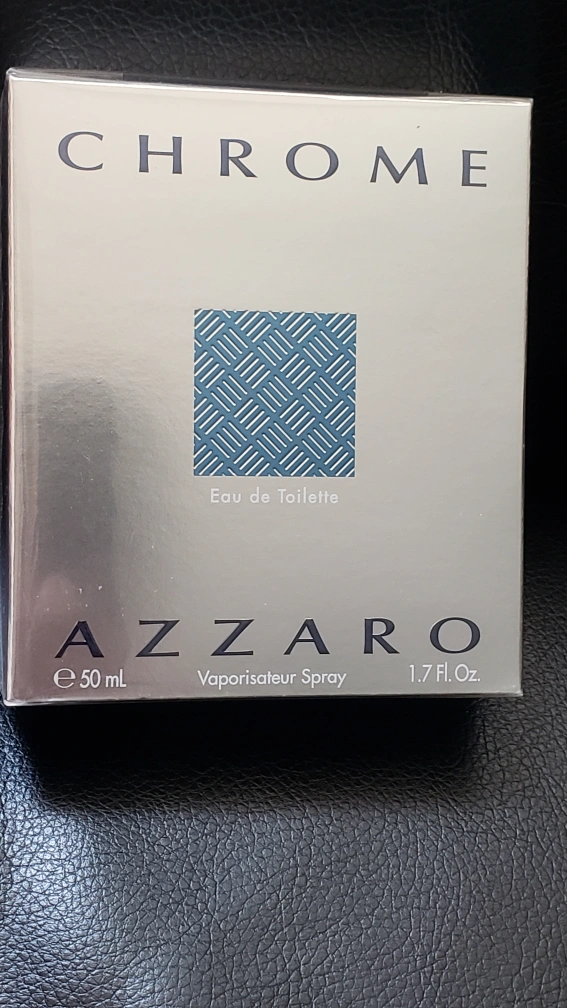 CHROME
Eau de Toilette
AZZARO
℮ 50 mL Vaporisateur Spray 1.7 Fl. Oz.